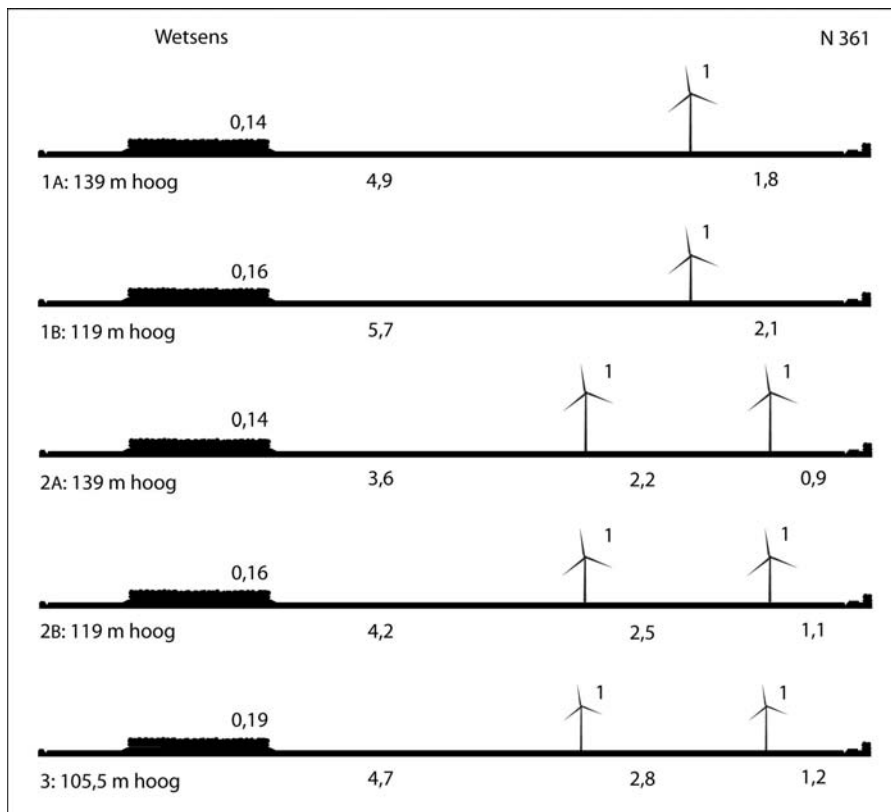 Wetsens N 361
1
0,14
1A: 139 m hoog 4,9 1,8
1
0,16
1B: 119 m hoog 5,7 2,1
1 1
0,14
2A: 139 m hoog 3,6 2,2 0,9
1 1
0,16
2B: 119 m hoog 4,2 2,5 1,1
1 1
0,19
3: 105,5 m hoog 4,7 2,8 1,2